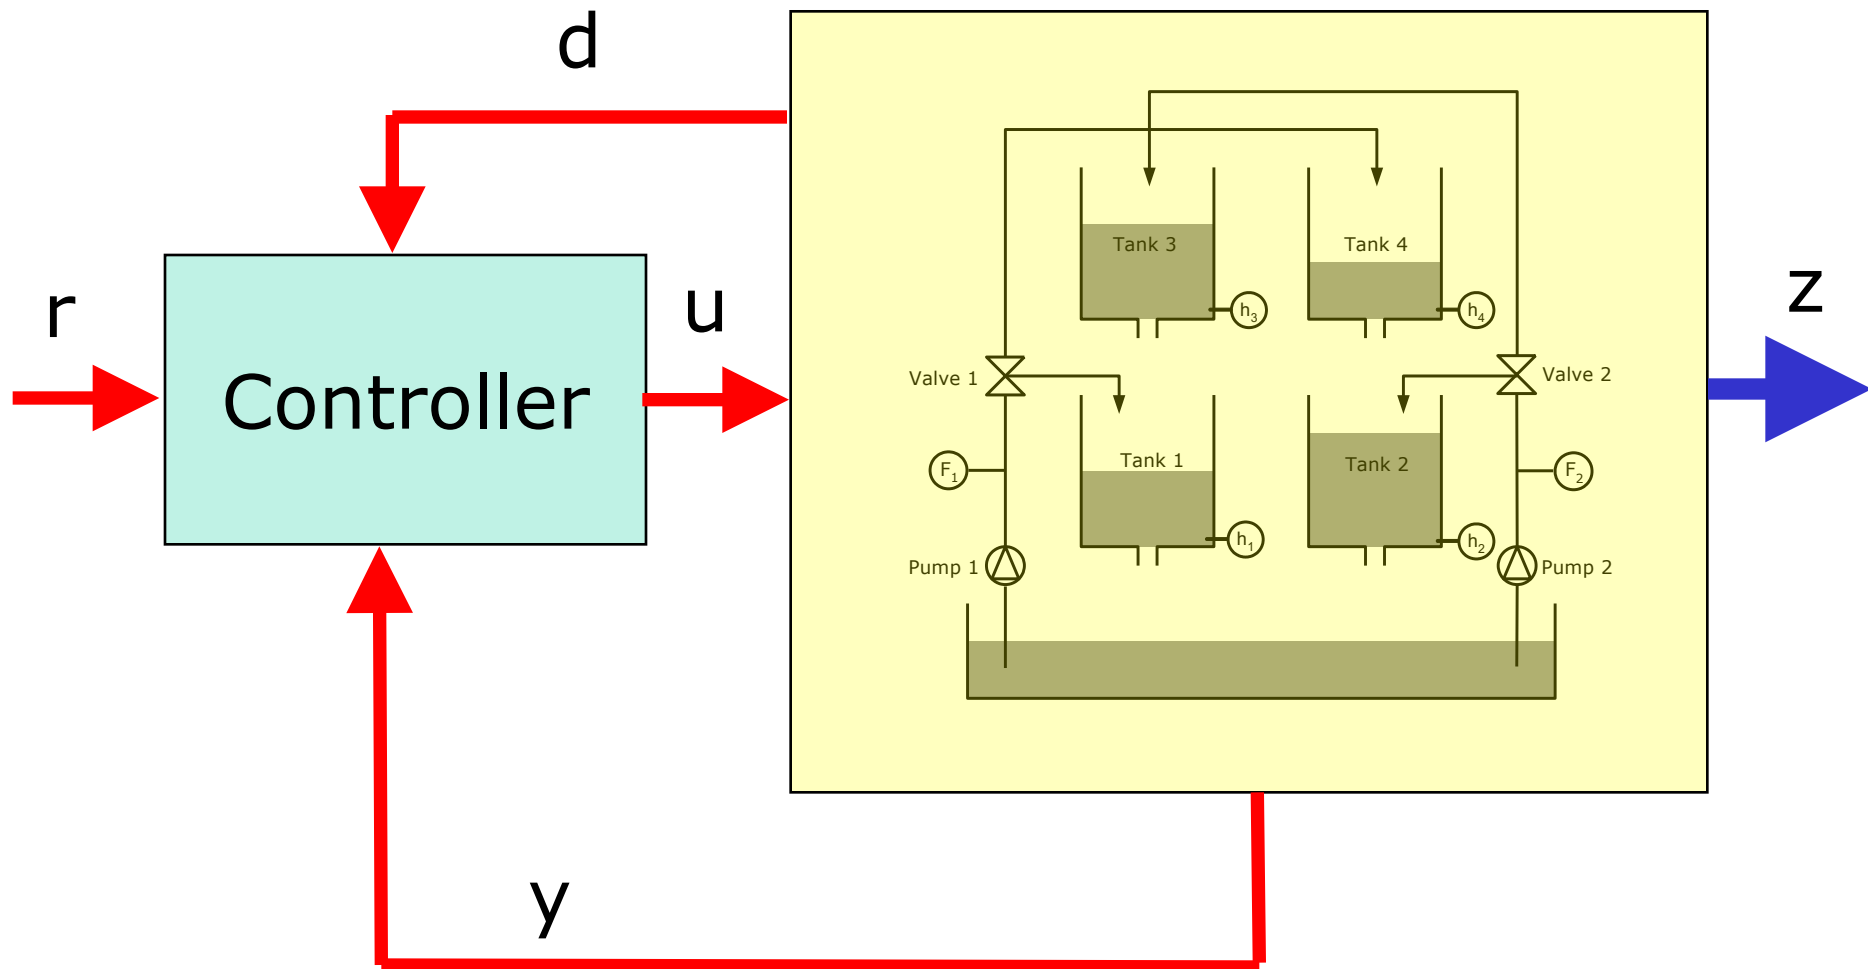 d
r
Controller
u
z
y
Tank 3
Tank 4
h₃
h₄
Valve 1
Valve 2
Tank 1
Tank 2
F₁
F₂
h₁
h₂
Pump 1
Pump 2